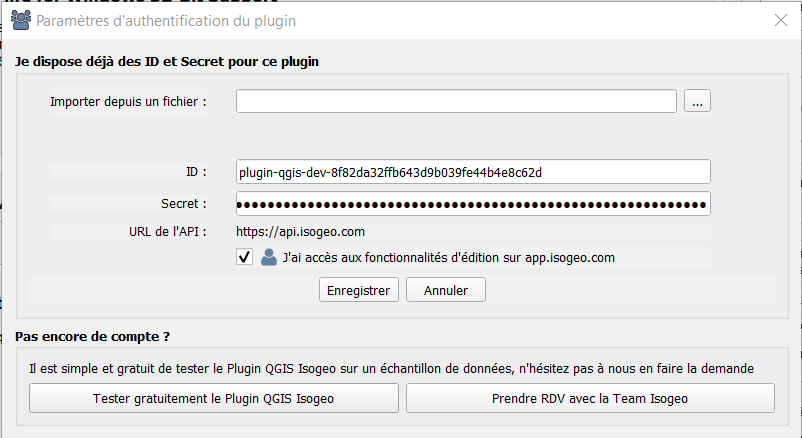 Paramètres d'authentification du plugin
Je dispose déjà des ID et Secret pour ce plugin
Importer depuis un fichier :
...
ID : plugin-qgis-dev-8f82da32ffb643d9b039fe44b4e8c62d
Secret :
URL de l'API : https://api.isogeo.com
J'ai accès aux fonctionnalités d'édition sur app.isogeo.com
Enregistrer Annuler
Pas encore de compte ?
Il est simple et gratuit de tester le Plugin QGIS Isogeo sur un échantillon de données, n'hésitez pas à nous en faire la demande
Tester gratuitement le Plugin QGIS Isogeo Prendre RDV avec la Team Isogeo